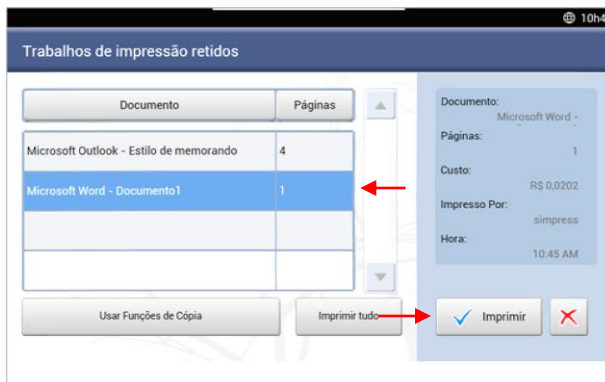 10h4
Trabalhos de impressão retidos
Documento Páginas
Microsoft Outlook - Estilo de memorando 4
Microsoft Word - Documento1 1
Usar Funções de Cópia Imprimir tudo
Documento:
Microsoft Word -
Páginas:
1
Custo:
R$ 0,0202
Impresso Por:
simpress
Hora:
10:45 AM
Imprimir